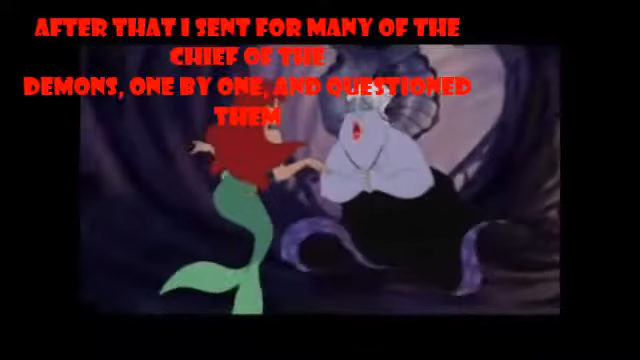 AFTER THAT I SENT FOR MANY OF THE
CHIEF OF THE
DEMONS, ONE BY ONE, AND QUESTIONED
THEM